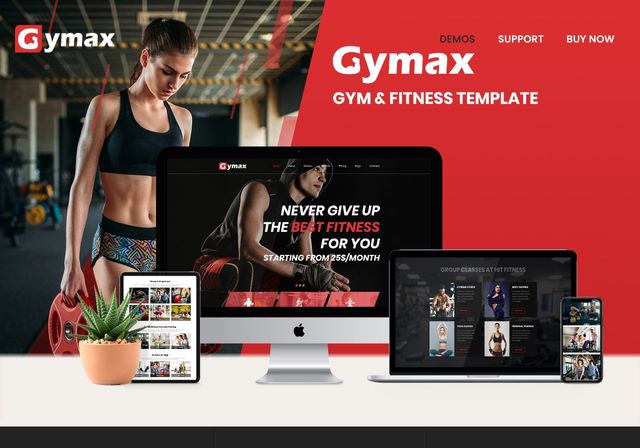 Gymax
DEMOS
SUPPORT
BUY NOW
Gymax
GYM & FITNESS TEMPLATE
Gymax
NEVER GIVE UP
THE BEST FITNESS
FOR YOU
STARTING FROM 25$/MONTH
GROUP CLASSES AT HIT FITNESS